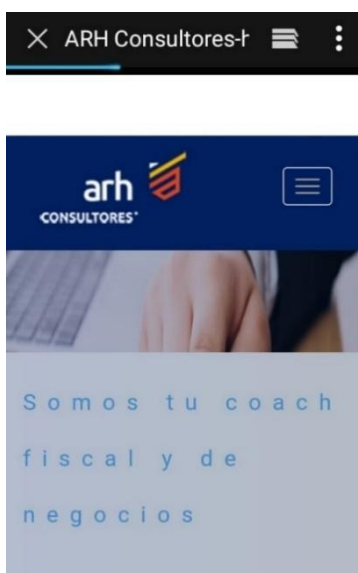 ARH Consultores-h
arh
CONSULTORES
Somos tu coach
fiscal y de
negocios